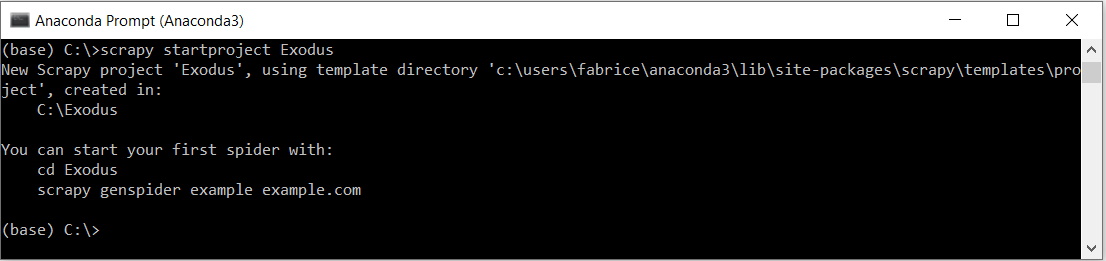 Anaconda Prompt (Anaconda3)
(base) C:\>scrapy startproject Exodus
New Scrapy project 'Exodus', using template directory 'c:\users\fabrice\anaconda3\lib\site-packages\scrapy\templates\pro
ject', created in:
    C:\Exodus

You can start your first spider with:
    cd Exodus
    scrapy genspider example example.com

(base) C:\>